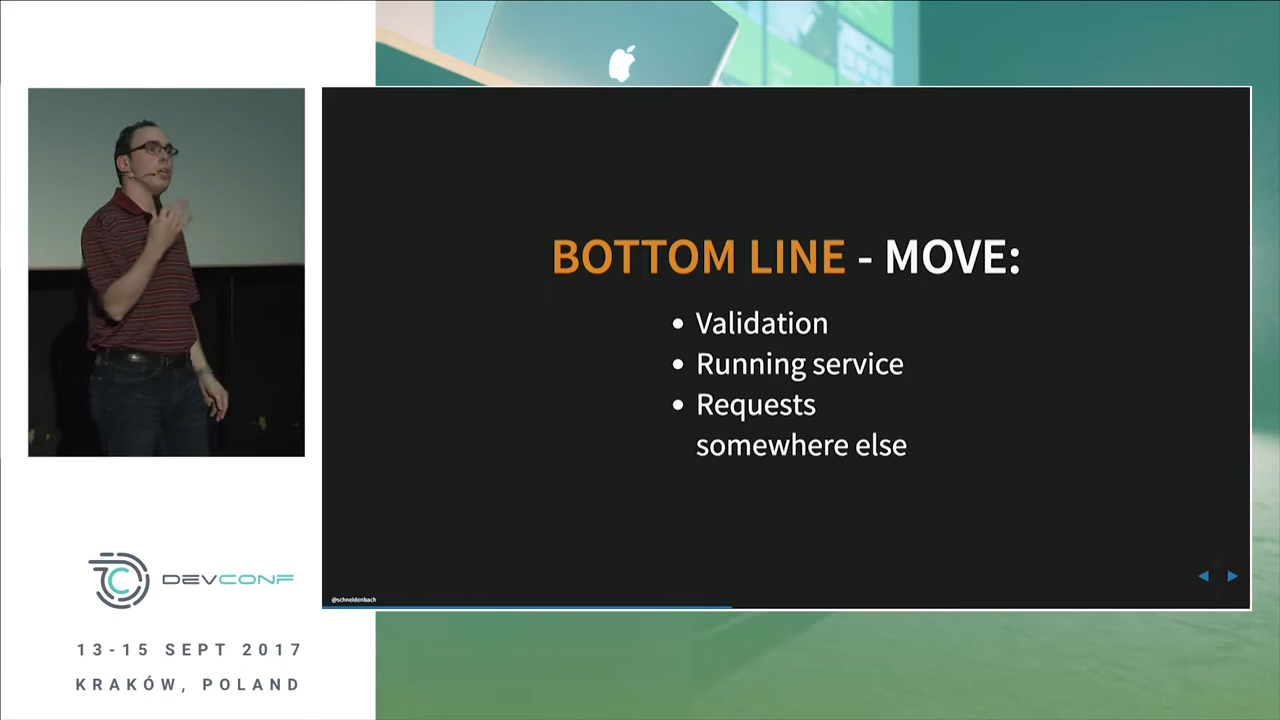 BOTTOM LINE - MOVE:
• Validation
• Running service
• Requests
somewhere else
@schneidenbach
DEVCONF
13-15 SEPT 2017
KRAKÓW, POLAND